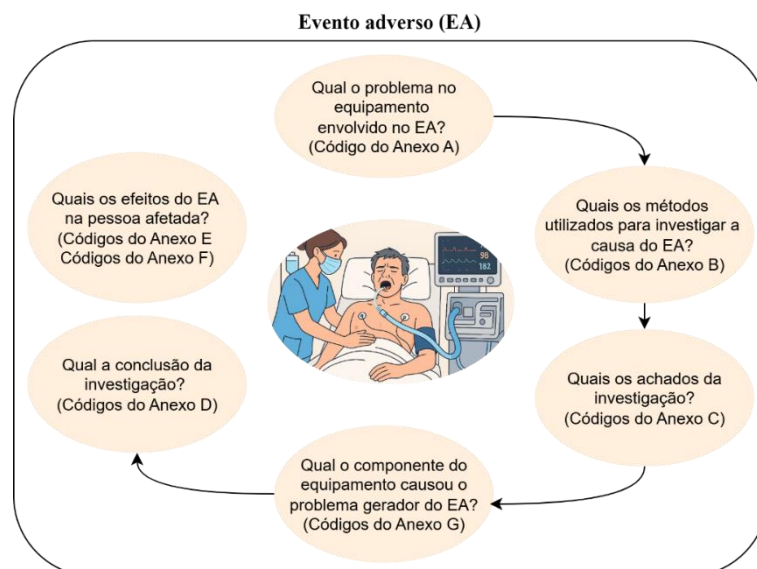 Evento adverso (EA)
Qual o problema no
equipamento
envolvido no EA?
(Código do Anexo A)
Quais os métodos
utilizados para investigar a
causa do EA?
(Códigos do Anexo B)
Quais os achados da
investigação?
(Códigos do Anexo C)
Qual o componente do
equipamento causou o
problema gerador do EA?
(Códigos do Anexo G)
Qual a conclusão da
investigação?
(Códigos do Anexo D)
Quais os efeitos do EA
na pessoa afetada?
(Códigos do Anexo E
Códigos do Anexo F)
98
182